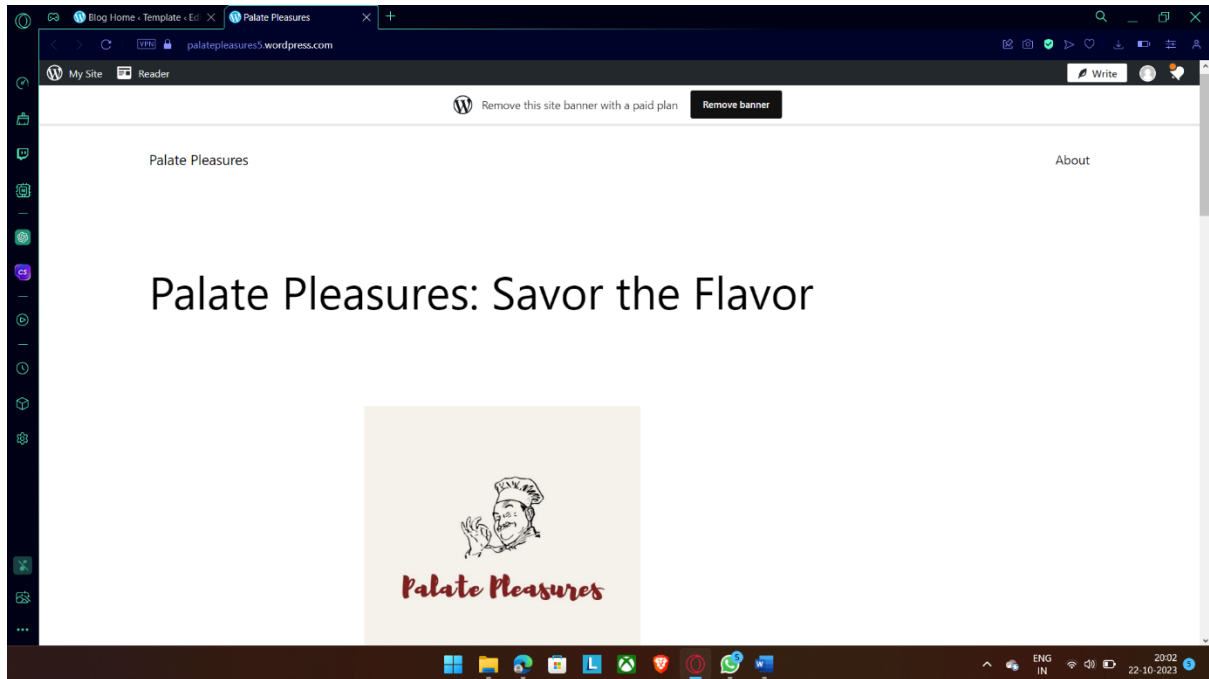 Blog Home ‹ Template ‹ Ed
Palate Pleasures
VPN
palatepleasures5.wordpress.com
My Site
Reader
Write
Remove this site banner with a paid plan
Remove banner
Palate Pleasures
About
Palate Pleasures: Savor the Flavor
Palate Pleasures
ENG
IN
20:02
22-10-2023
5